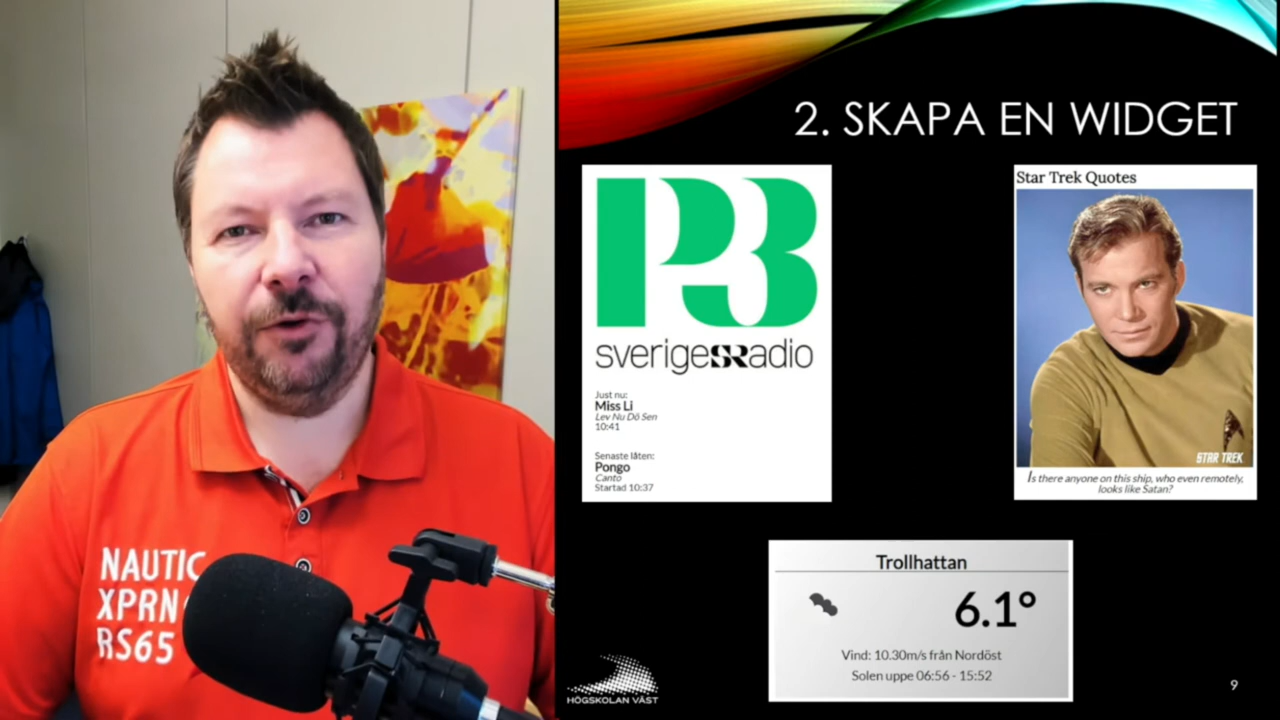 2. SKAPA EN WIDGET
P3
sverigesRadio
Just nu:
Miss Li
Lev Nu Dö Sen
10:41
Senaste låten:
Pongo
Canto
Startad 10:37
Star Trek Quotes
STAR TREK
Is there anyone on this ship, who even remotely,
looks like Satan?
Trollhattan
6.1°
Vind: 10.30m/s från Nordöst
Solen uppe 06:56 - 15:52
HÖGSKOLAN VÄST
9
NAUTIC
XPRN
RS65